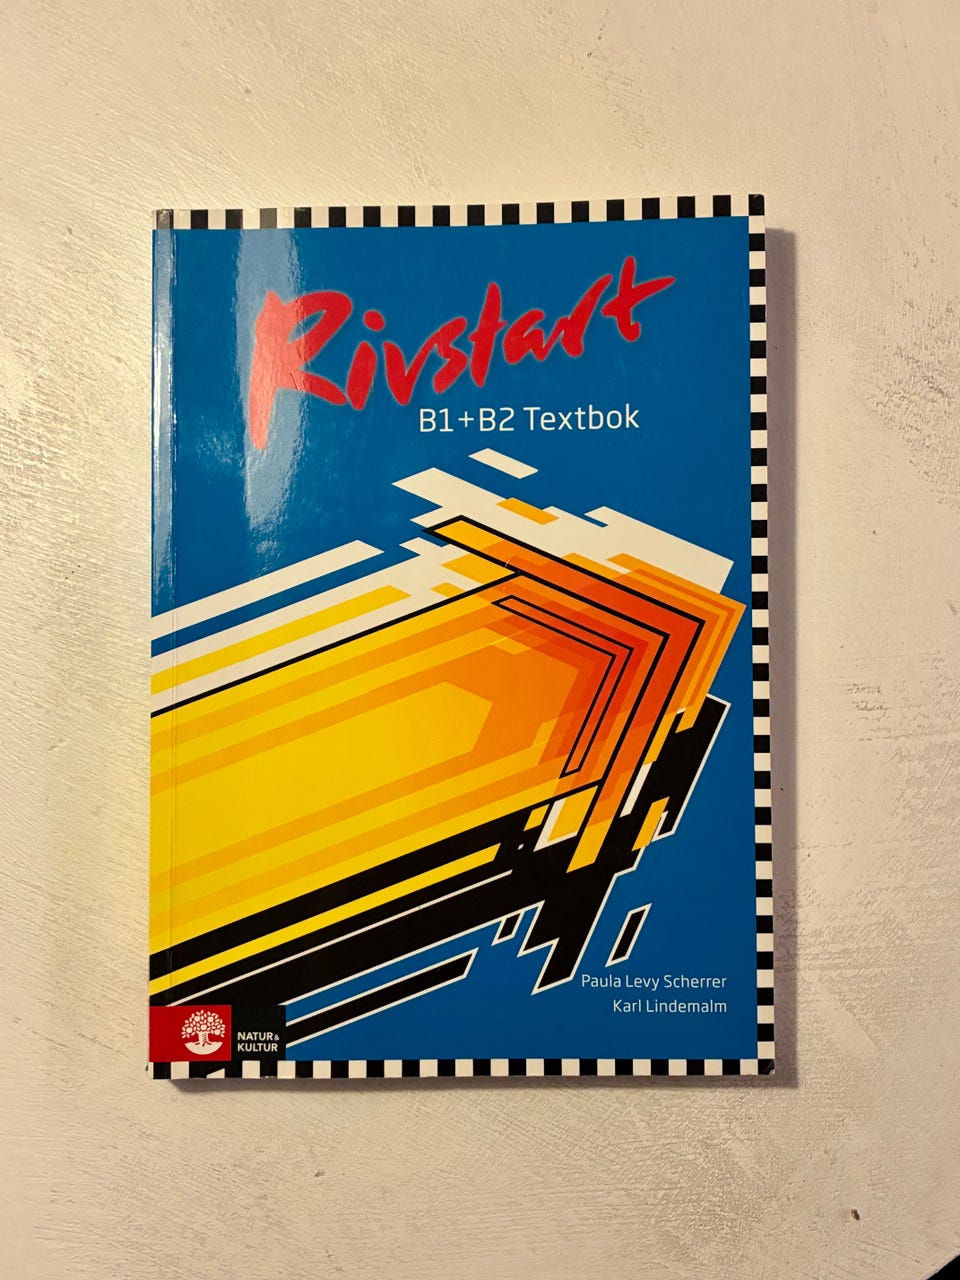 Rivstart
B1+B2 Textbok
Paula Levy Scherrer
Karl Lindemalm
NATUR&
KULTUR